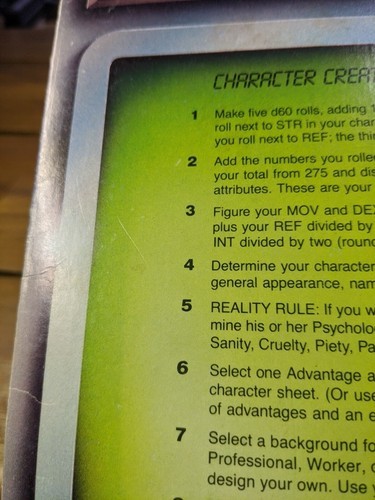 CHARACTER CREAT
1 Make five d60 rolls, adding
roll next to STR in your char
you roll next to REF; the thi
2 Add the numbers you rolle
your total from 275 and dis
attributes. These are your
3 Figure your MOV and DE
plus your REF divided by
INT divided by two (round
4 Determine your character
general appearance, nam
5 REALITY RULE: If you w
mine his or her Psycholo
Sanity, Cruelty, Piety, Pa
6 Select one Advantage a
character sheet. (Or use
of advantages and an e
7 Select a background fo
Professional, Worker, o
design your own. Use